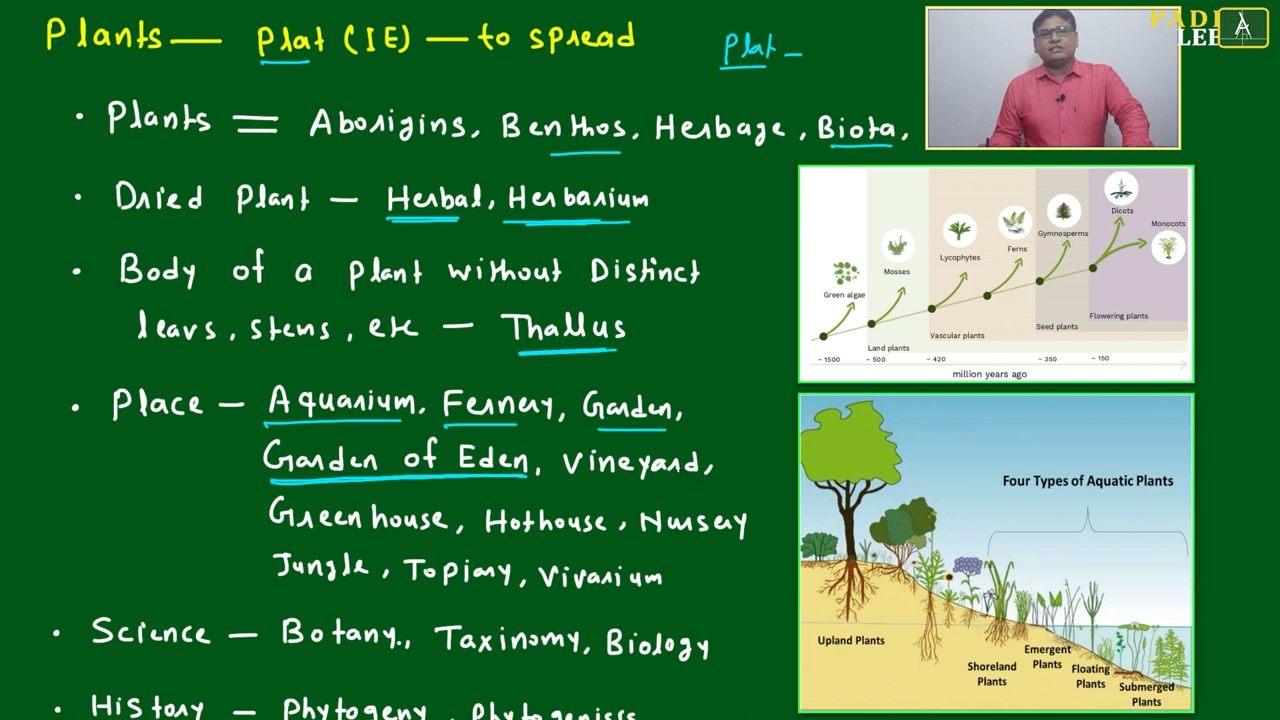 Plants — Plat (IE) — to spread
Plat —
• Plants = Aborigins, Benthos, Herbage, Biota,
• Dried Plant — Herbal, Herbarium
• Body of a plant without Distinct
leavs, stems, etc — Thallus
• Place — Aquarium, Fernery, Garden,
Garden of Eden, Vineyard,
Greenhouse, Hothouse, Nursey
Jungle, Topiary, Vivarium
• Science — Botany., Taxinomy, Biology
• History — Phytogeny, Phytogenisis
LEE
A
Green algae
Mosses
Lycophytes
Ferns
Gymnosperms
Dicots
Monocots
Land plants
Vascular plants
Seed plants
Flowering plants
~ 1500 ~ 500 ~ 420 ~ 350 ~ 150
million years ago
Four Types of Aquatic Plants
Upland Plants
Shoreland
Plants
Emergent
Plants
Floating
Plants
Submerged
Plants